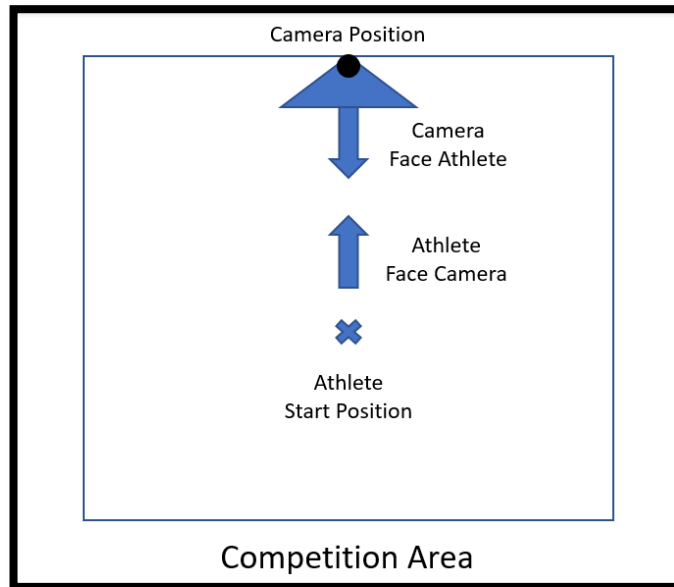 Camera Position
Camera
Face Athlete
Athlete
Face Camera
Athlete
Start Position
Competition Area